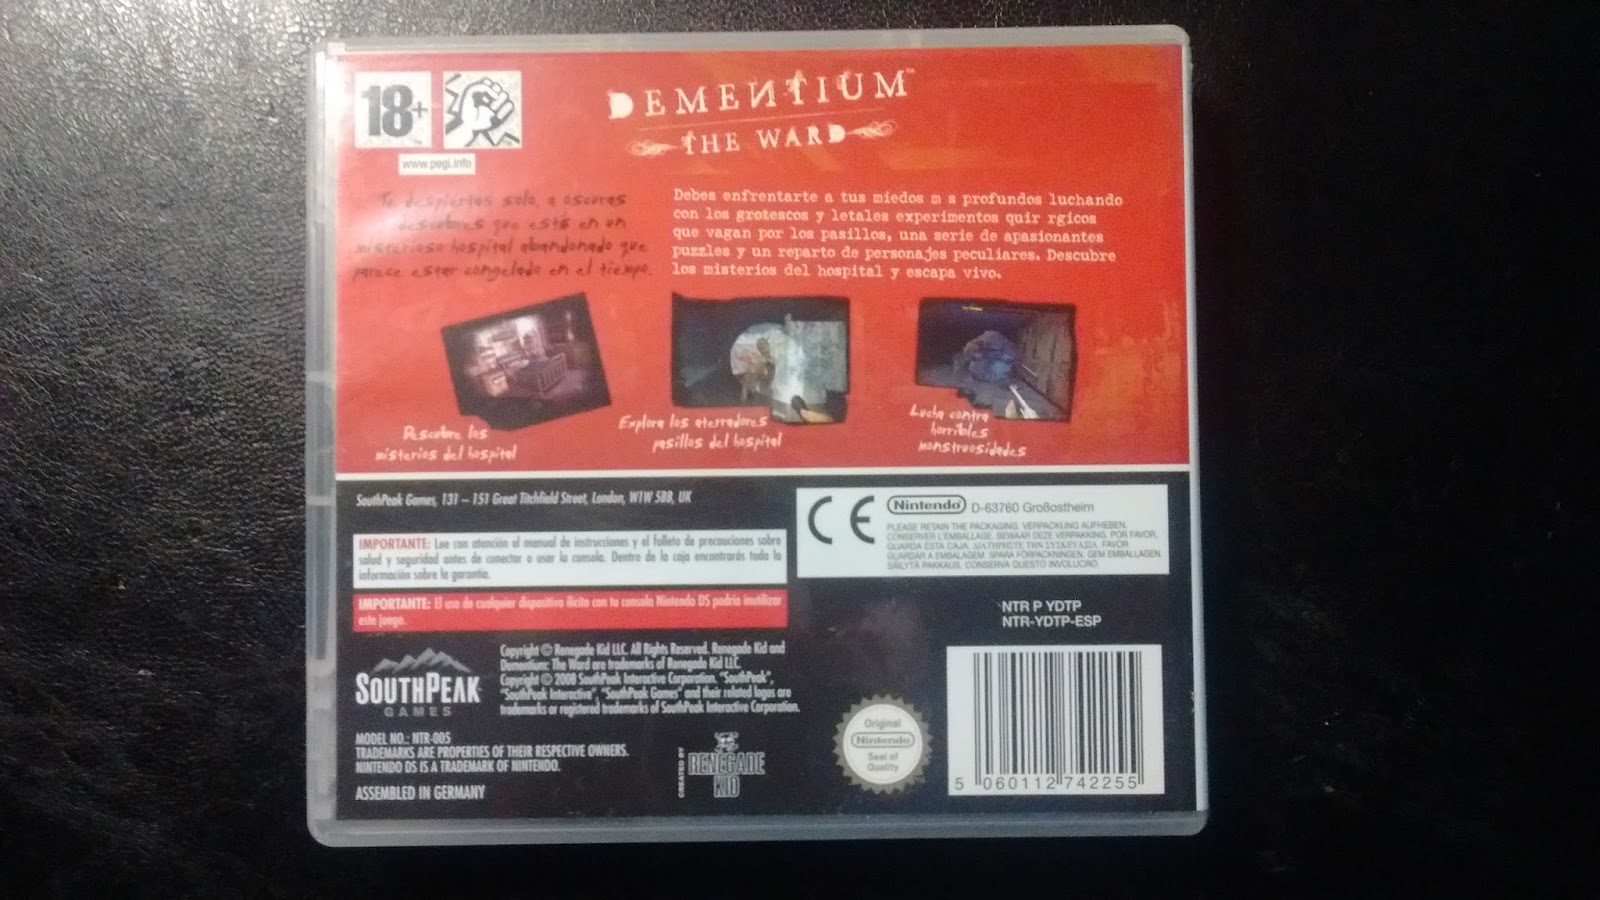 18+
www.pegi.info
DEMENTIUM™
THE WARD
Te despiertas solo, a oscuras
descubres que está en un
misterioso hospital abandonado que
parece estar congelado en el tiempo.
Debes enfrentarte a tus miedos m s profundos luchando
con los grotescos y letales experimentos quir rgicos
que vagan por los pasillos, una serie de apasionantes
puzzles y un reparto de personajes peculiares. Descubre
los misterios del hospital y escapa vivo.
Descubre los
misterios del hospital
Explora los aterradores
pasillos del hospital
Lucha contra
horribles
monstruosidades
SouthPeak Games, 131 – 151 Great Titchfield Street, London, W1W 5BB, UK
IMPORTANTE: Lee con atención el manual de instrucciones y el folleto de precauciones sobre
salud y seguridad antes de conectar o usar la consola. Dentro de la caja encontrarás toda la
información sobre la garantía.
IMPORTANTE: El uso de cualquier dispositivo ilícito con tu consola Nintendo DS podría inutilizar
este juego.
CE
Nintendo D-63760 Großostheim
PLEASE RETAIN THE PACKAGING. VERPACKUNG AUFHEBEN.
CONSERVER L'EMBALLAGE. BEWAAR DEZE VERPAKKING. POR FAVOR,
GUARDA ESTA CAJA. ΔΙΑΤΗΡΗΣΤΕ ΤΗΝ ΣΥΣΚΕΥΑΣΙΑ. FAVOR
GUARDAR A EMBALAGEM. SPARA FÖRPACKNINGEN. GEM EMBALLAGEN
SÄILYTÄ PAKKAUS. CONSERVA QUESTO INVOLUCRO.
NTR P YDTP
NTR-YDTP-ESP
SOUTHPEAK
GAMES
Copyright © Renegade Kid LLC. All Rights Reserved. Renegade Kid and
Dementium: The Ward are trademarks of Renegade Kid LLC.
Copyright © 2008 SouthPeak Interactive Corporation. "SouthPeak",
"SouthPeak Interactive", "SouthPeak Games" and their related logos are
trademarks or registered trademarks of SouthPeak Interactive Corporation.
MODEL NO.: NTR-005
TRADEMARKS ARE PROPERTIES OF THEIR RESPECTIVE OWNERS.
NINTENDO DS IS A TRADEMARK OF NINTENDO.
ASSEMBLED IN GERMANY
CREATED BY
RENEGADE
KID
Original
Nintendo
Seal of
Quality
5 060112 742255